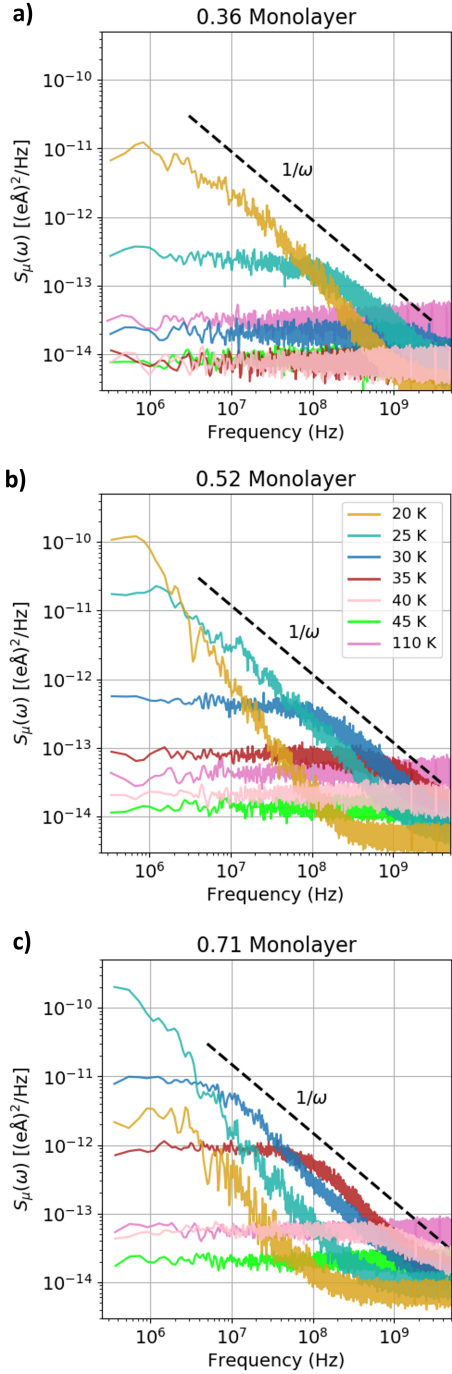 a)
0.36 Monolayer
10⁻¹⁰
10⁻¹¹
10⁻¹²
10⁻¹³
10⁻¹⁴
S_μ(ω) [(eÅ)²/Hz]
1/ω
10⁶ 10⁷ 10⁸ 10⁹
Frequency (Hz)
b)
0.52 Monolayer
10⁻¹⁰
10⁻¹¹
10⁻¹²
10⁻¹³
10⁻¹⁴
S_μ(ω) [(eÅ)²/Hz]
20 K
25 K
30 K
35 K
40 K
45 K
110 K
1/ω
10⁶ 10⁷ 10⁸ 10⁹
Frequency (Hz)
c)
0.71 Monolayer
10⁻¹⁰
10⁻¹¹
10⁻¹²
10⁻¹³
10⁻¹⁴
S_μ(ω) [(eÅ)²/Hz]
1/ω
10⁶ 10⁷ 10⁸ 10⁹
Frequency (Hz)